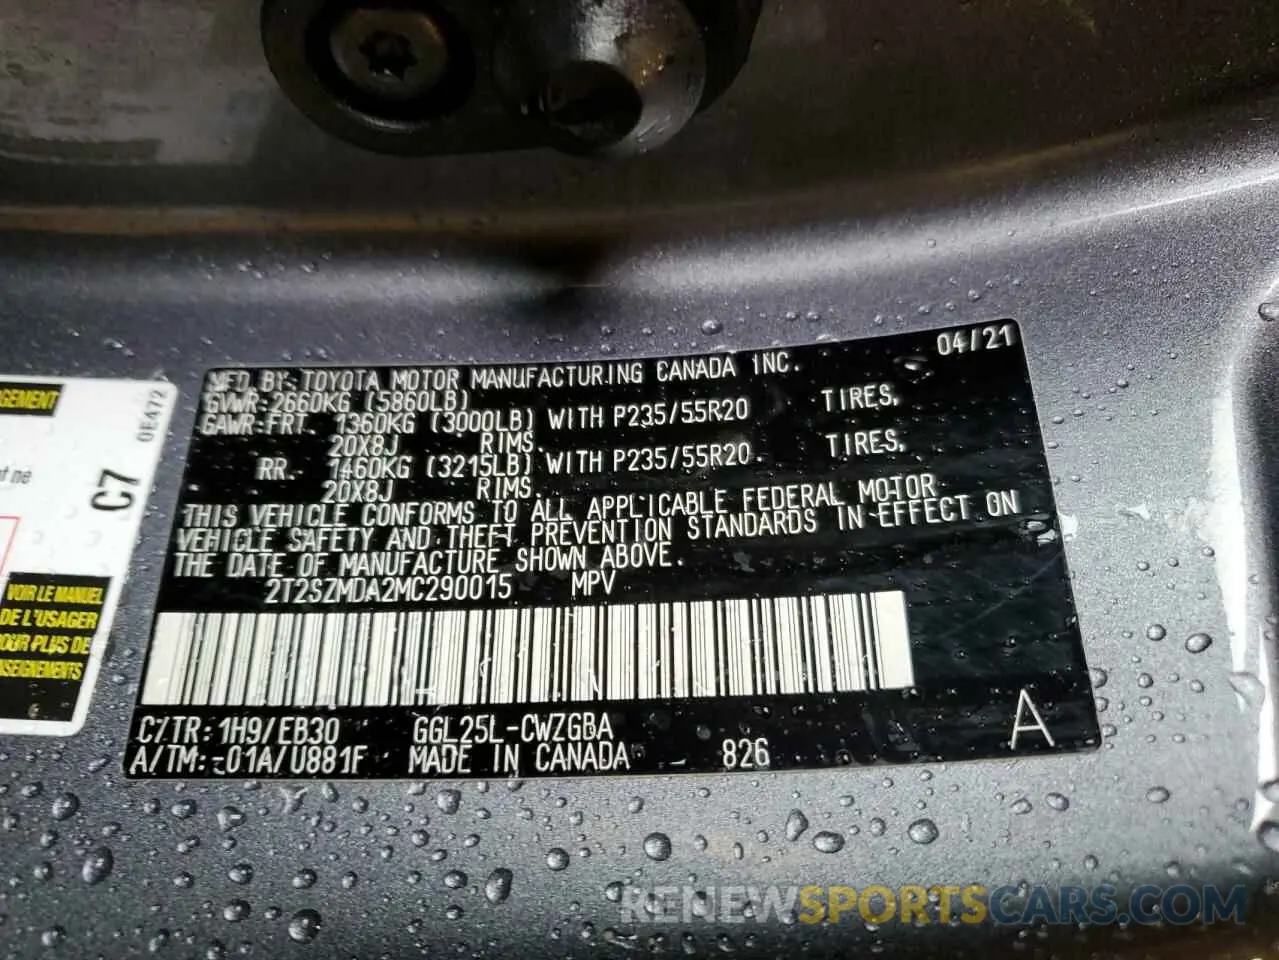 04/21
MFD. BY: TOYOTA MOTOR MANUFACTURING CANADA INC.
GVWR: 2660KG (5860LB)
GAWR: FRT. 1360KG (3000LB) WITH P235/55R20 TIRES,
20X8J RIMS.
RR. 1460KG (3215LB) WITH P235/55R20. TIRES,
20X8J RIMS.
THIS VEHICLE CONFORMS TO ALL APPLICABLE FEDERAL MOTOR
VEHICLE SAFETY AND THEFT PREVENTION STANDARDS IN EFFECT ON
THE DATE OF MANUFACTURE SHOWN ABOVE.
2T2SZMDA2MC290015 MPV
C/TR: 1H9/EB30 GGL25L-CWZGBA
A/TM: -01A/U881F MADE IN CANADA 826
A
0EA72
C7
nt ne
VOIR LE MANUEL
DE L'USAGER
POUR PLUS DE
RENEWSPORTSCARS.COM